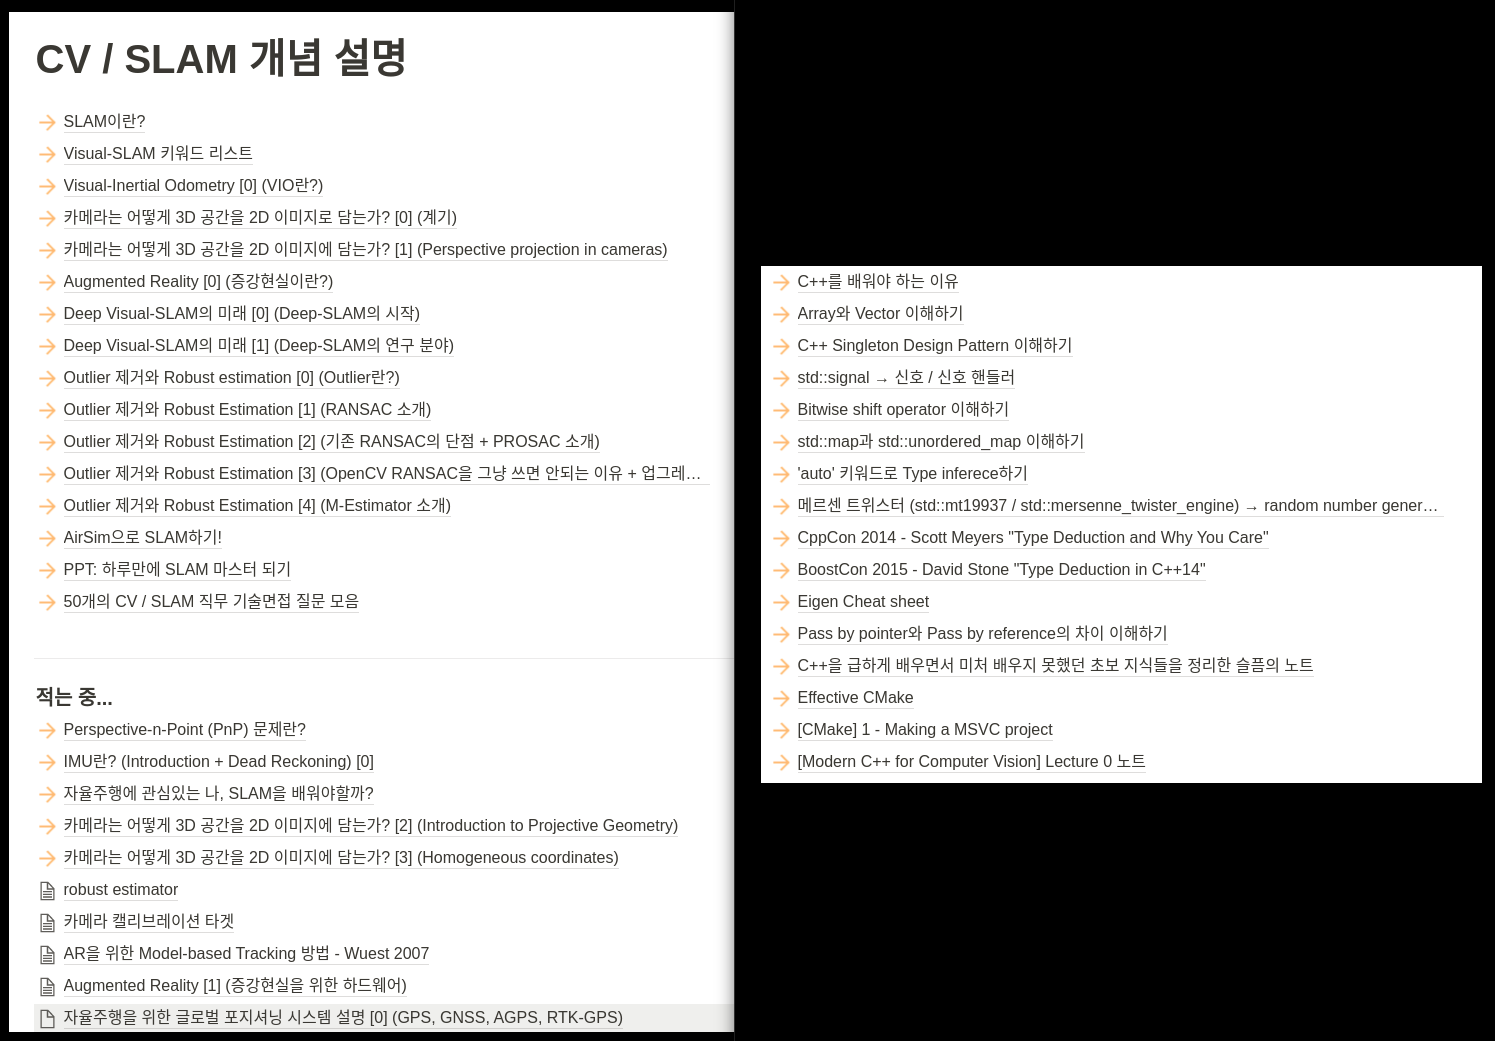 CV / SLAM 개념 설명
SLAM이란?
Visual-SLAM 키워드 리스트
Visual-Inertial Odometry [0] (VIO란?)
카메라는 어떻게 3D 공간을 2D 이미지로 담는가? [0] (계기)
카메라는 어떻게 3D 공간을 2D 이미지에 담는가? [1] (Perspective projection in cameras)
Augmented Reality [0] (증강현실이란?)
Deep Visual-SLAM의 미래 [0] (Deep-SLAM의 시작)
Deep Visual-SLAM의 미래 [1] (Deep-SLAM의 연구 분야)
Outlier 제거와 Robust estimation [0] (Outlier란?)
Outlier 제거와 Robust Estimation [1] (RANSAC 소개)
Outlier 제거와 Robust Estimation [2] (기존 RANSAC의 단점 + PROSAC 소개)
Outlier 제거와 Robust Estimation [3] (OpenCV RANSAC을 그냥 쓰면 안되는 이유 + 업그레…
Outlier 제거와 Robust Estimation [4] (M-Estimator 소개)
AirSim으로 SLAM하기!
PPT: 하루만에 SLAM 마스터 되기
50개의 CV / SLAM 직무 기술면접 질문 모음
적는 중...
Perspective-n-Point (PnP) 문제란?
IMU란? (Introduction + Dead Reckoning) [0]
자율주행에 관심있는 나, SLAM을 배워야할까?
카메라는 어떻게 3D 공간을 2D 이미지에 담는가? [2] (Introduction to Projective Geometry)
카메라는 어떻게 3D 공간을 2D 이미지에 담는가? [3] (Homogeneous coordinates)
robust estimator
카메라 캘리브레이션 타겟
AR을 위한 Model-based Tracking 방법 - Wuest 2007
Augmented Reality [1] (증강현실을 위한 하드웨어)
자율주행을 위한 글로벌 포지셔닝 시스템 설명 [0] (GPS, GNSS, AGPS, RTK-GPS)
C++를 배워야 하는 이유
Array와 Vector 이해하기
C++ Singleton Design Pattern 이해하기
std::signal → 신호 / 신호 핸들러
Bitwise shift operator 이해하기
std::map과 std::unordered_map 이해하기
'auto' 키워드로 Type inferece하기
메르센 트위스터 (std::mt19937 / std::mersenne_twister_engine) → random number gener…
CppCon 2014 - Scott Meyers "Type Deduction and Why You Care"
BoostCon 2015 - David Stone "Type Deduction in C++14"
Eigen Cheat sheet
Pass by pointer와 Pass by reference의 차이 이해하기
C++을 급하게 배우면서 미처 배우지 못했던 초보 지식들을 정리한 슬픔의 노트
Effective CMake
[CMake] 1 - Making a MSVC project
[Modern C++ for Computer Vision] Lecture 0 노트